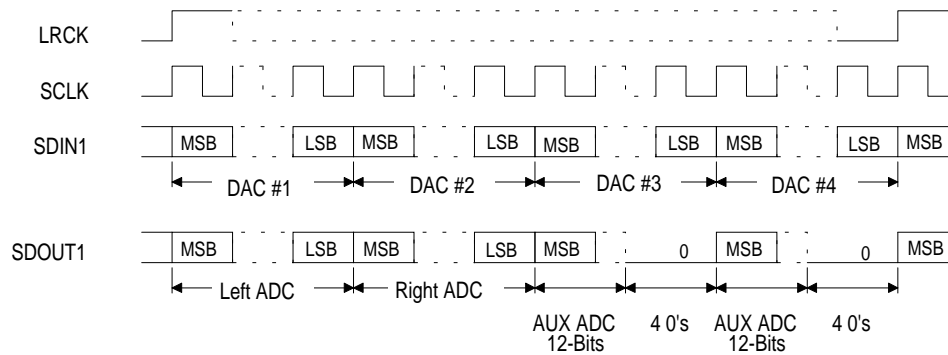 LRCK
SCLK
SDIN1 MSB LSB MSB LSB MSB LSB MSB LSB MSB
DAC #1 DAC #2 DAC #3 DAC #4
SDOUT1 MSB LSB MSB LSB MSB 0 MSB 0 MSB
Left ADC Right ADC
AUX ADC 4 0's AUX ADC 4 0's
12-Bits 12-Bits